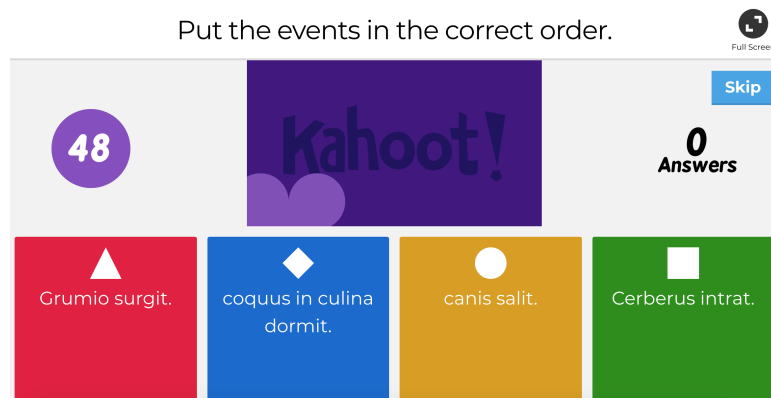 Put the events in the correct order.
Full Scree
Skip
48
Kahoot!
0
Answers
Grumio surgit.
coquus in culina
dormit.
canis salit.
Cerberus intrat.